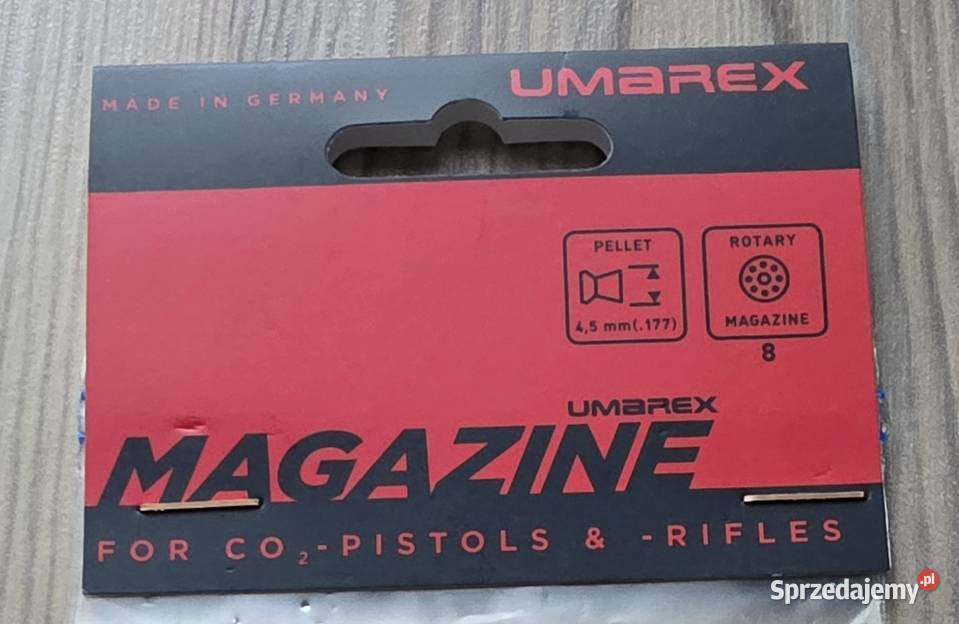 MADE IN GERMANY
UMAREX
PELLET
4,5 mm(.177)
ROTARY
MAGAZINE
8
UMAREX
MAGAZINE
FOR CO₂-PISTOLS & -RIFLES
Sprzedajemy.pl